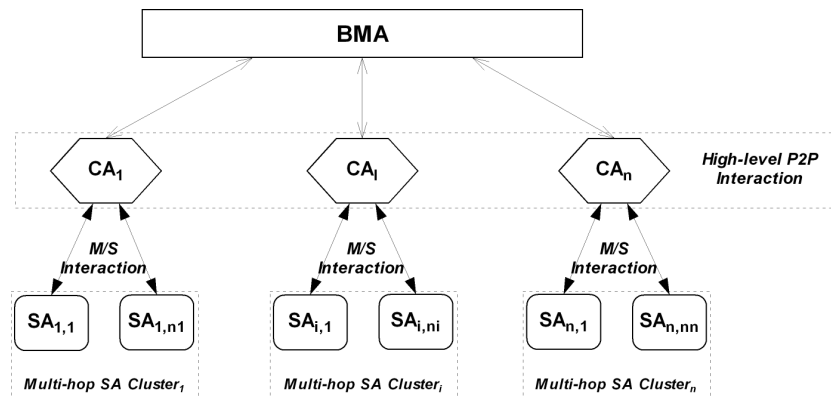 BMA
CA1 CAI CAn High-level P2P
Interaction
M/S
Interaction
M/S
Interaction
M/S
Interaction
SA1,1 SA1,n1 SAi,1 SAi,ni SAn,1 SAn,nn
Multi-hop SA Cluster1 Multi-hop SA Clusteri Multi-hop SA Clustern